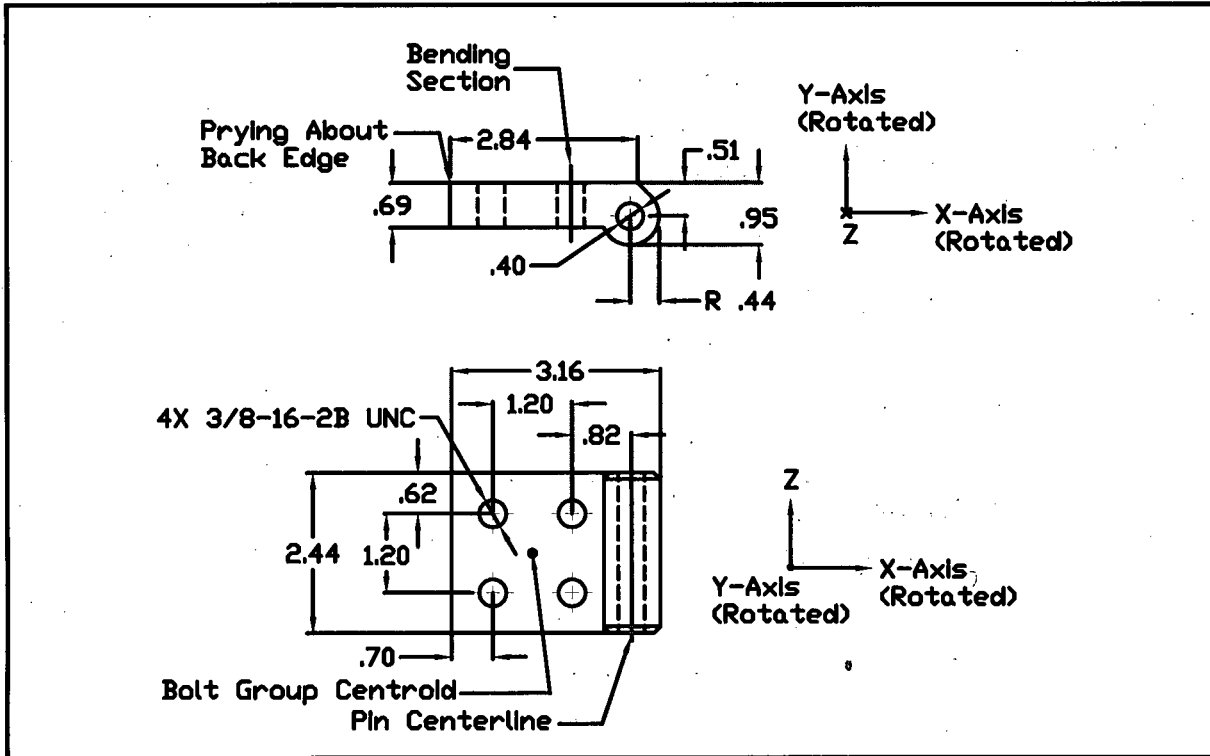 Bending
Section
Y-Axis
(Rotated)
Prying About
Back Edge
2.84
.51
.69
.95
X-Axis
(Rotated)
Z
.40
R .44
3.16
4X 3/8-16-2B UNC
1.20
.82
.62
Z
2.44
1.20
Y-Axis
(Rotated)
X-Axis
(Rotated)
.70
Bolt Group Centroid
Pin Centerline